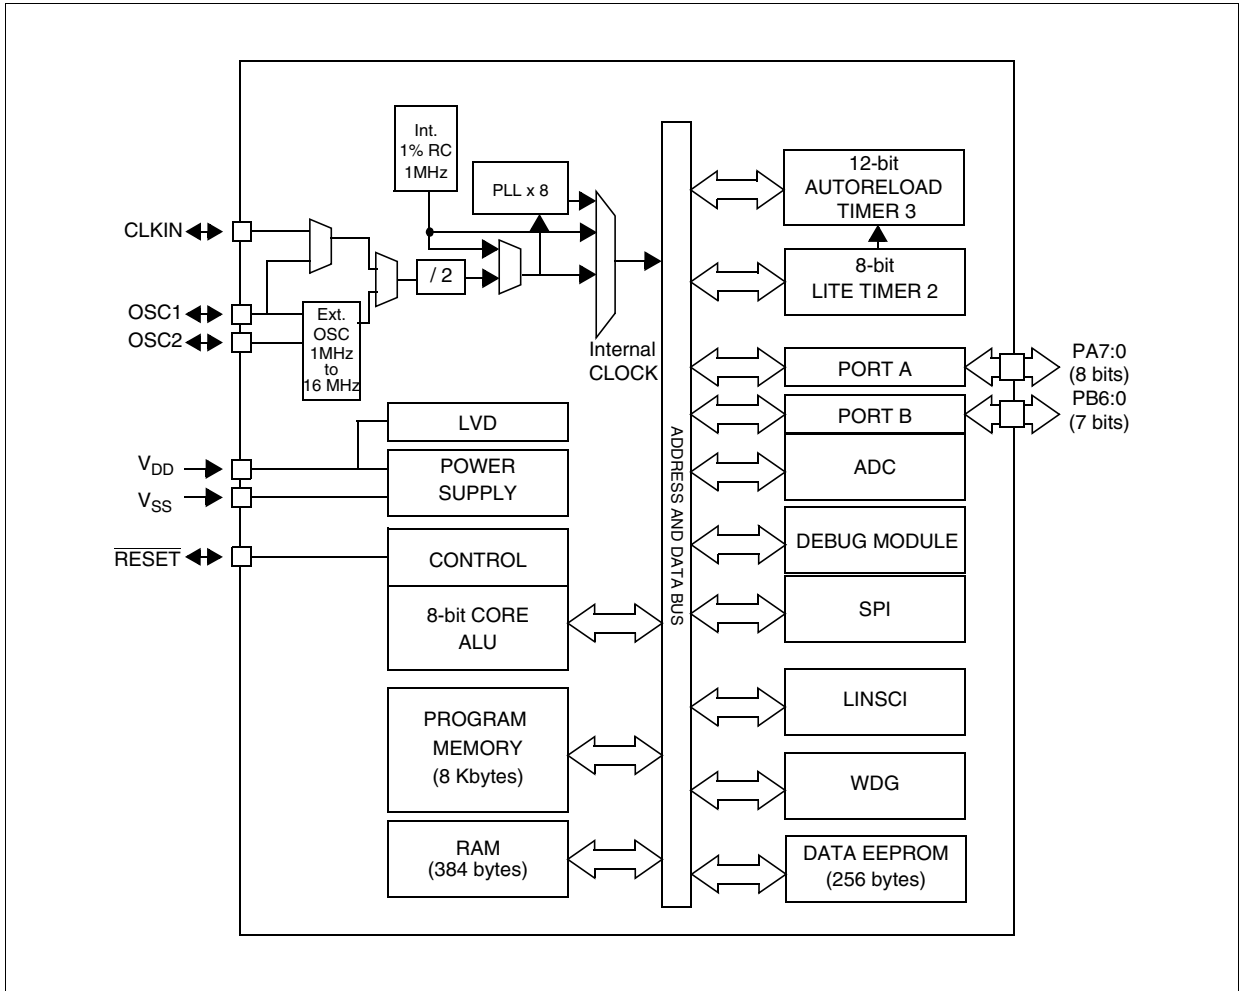 Int.
1% RC
1MHz
PLL x 8
CLKIN
/ 2
OSC1
OSC2
Ext.
OSC
1MHz
to
16 MHz
Internal
CLOCK
LVD
V_DD
V_SS
POWER
SUPPLY
RESET
CONTROL
8-bit CORE
ALU
PROGRAM
MEMORY
(8 Kbytes)
RAM
(384 bytes)
ADDRESS AND DATA BUS
12-bit
AUTORELOAD
TIMER 3
8-bit
LITE TIMER 2
PORT A
PA7:0
(8 bits)
PORT B
PB6:0
(7 bits)
ADC
DEBUG MODULE
SPI
LINSCI
WDG
DATA EEPROM
(256 bytes)